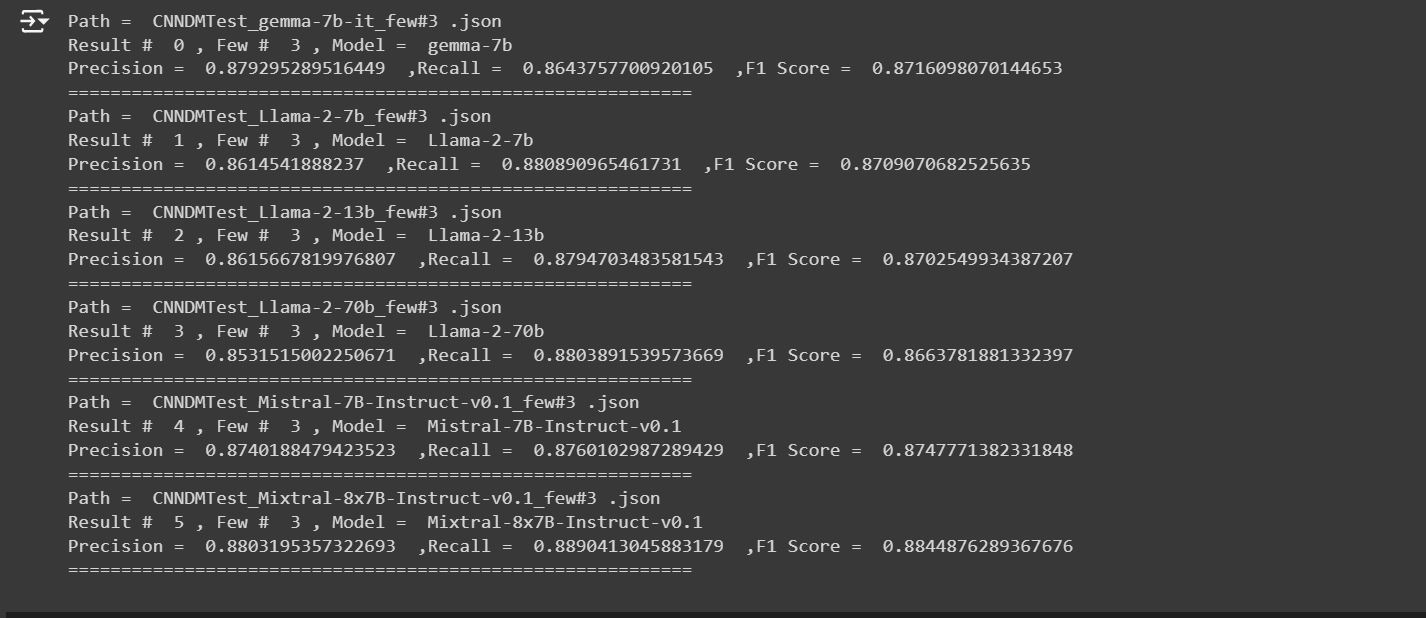 Path =  CNNDMTest_gemma-7b-it_few#3 .json
Result #  0 , Few #  3 , Model =  gemma-7b
Precision =  0.879295289516449  ,Recall =  0.8643757700920105  ,F1 Score =  0.8716098070144653
===========================================================
Path =  CNNDMTest_Llama-2-7b_few#3 .json
Result #  1 , Few #  3 , Model =  Llama-2-7b
Precision =  0.8614541888237  ,Recall =  0.880890965461731  ,F1 Score =  0.8709070682525635
===========================================================
Path =  CNNDMTest_Llama-2-13b_few#3 .json
Result #  2 , Few #  3 , Model =  Llama-2-13b
Precision =  0.8615667819976807  ,Recall =  0.8794703483581543  ,F1 Score =  0.8702549934387207
===========================================================
Path =  CNNDMTest_Llama-2-70b_few#3 .json
Result #  3 , Few #  3 , Model =  Llama-2-70b
Precision =  0.8531515002250671  ,Recall =  0.8803891539573669  ,F1 Score =  0.8663781881332397
===========================================================
Path =  CNNDMTest_Mistral-7B-Instruct-v0.1_few#3 .json
Result #  4 , Few #  3 , Model =  Mistral-7B-Instruct-v0.1
Precision =  0.8740188479423523  ,Recall =  0.8760102987289429  ,F1 Score =  0.8747771382331848
===========================================================
Path =  CNNDMTest_Mixtral-8x7B-Instruct-v0.1_few#3 .json
Result #  5 , Few #  3 , Model =  Mixtral-8x7B-Instruct-v0.1
Precision =  0.8803195357322693  ,Recall =  0.8890413045883179  ,F1 Score =  0.8844876289367676
===========================================================